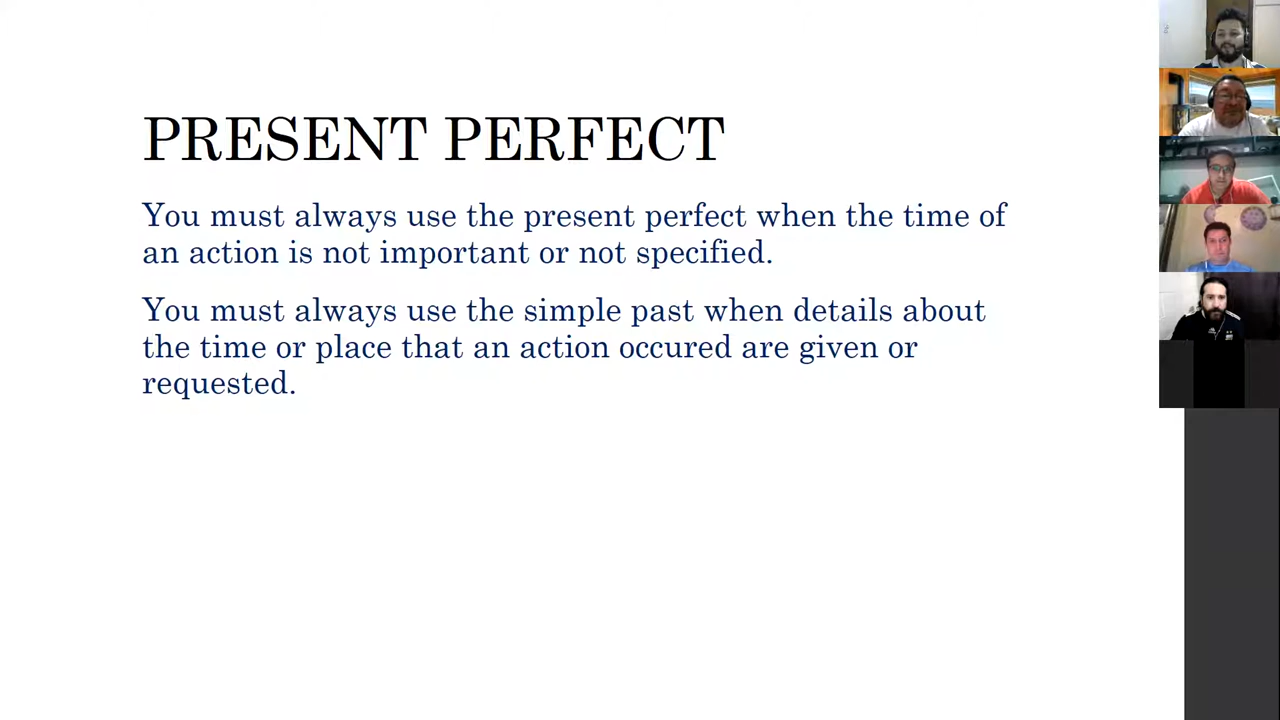 PRESENT PERFECT
You must always use the present perfect when the time of
an action is not important or not specified.
You must always use the simple past when details about
the time or place that an action occured are given or
requested.